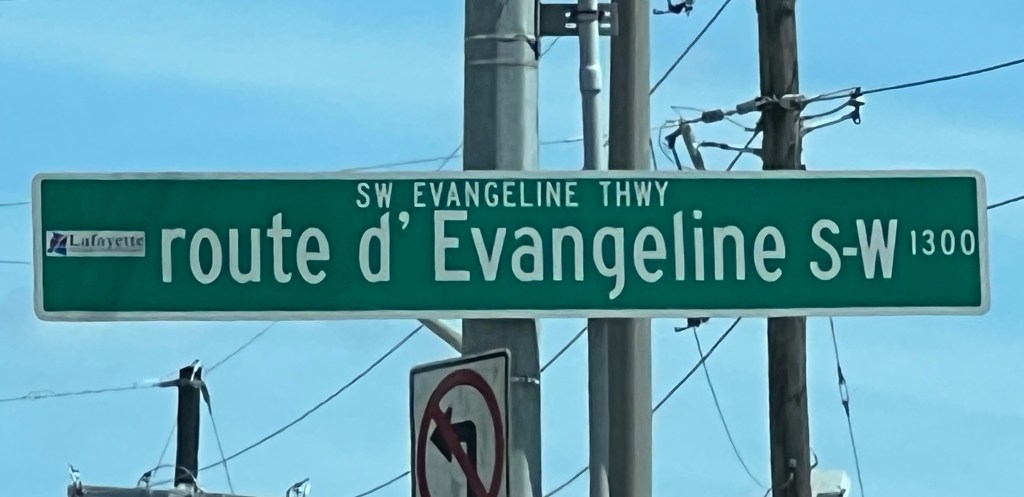 SW EVANGELINE THWY
Lafayette route d'Evangeline S-W 1300